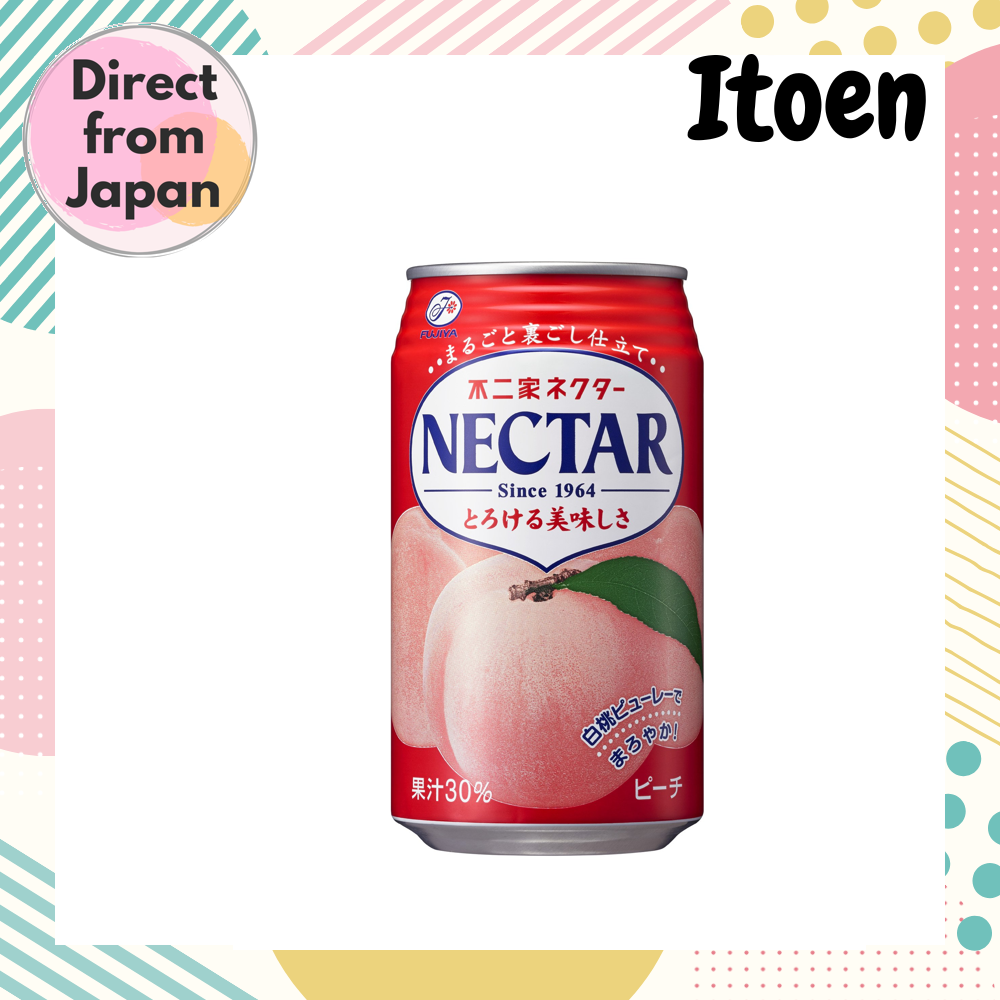 Direct
from
Japan
Itoen
FUJIYA
まるごと裏ごし仕立て
不二家ネクター
NECTAR
Since 1964
とろける美味しさ
白桃ピューレーで
まろやか!
果汁30%
ピーチ